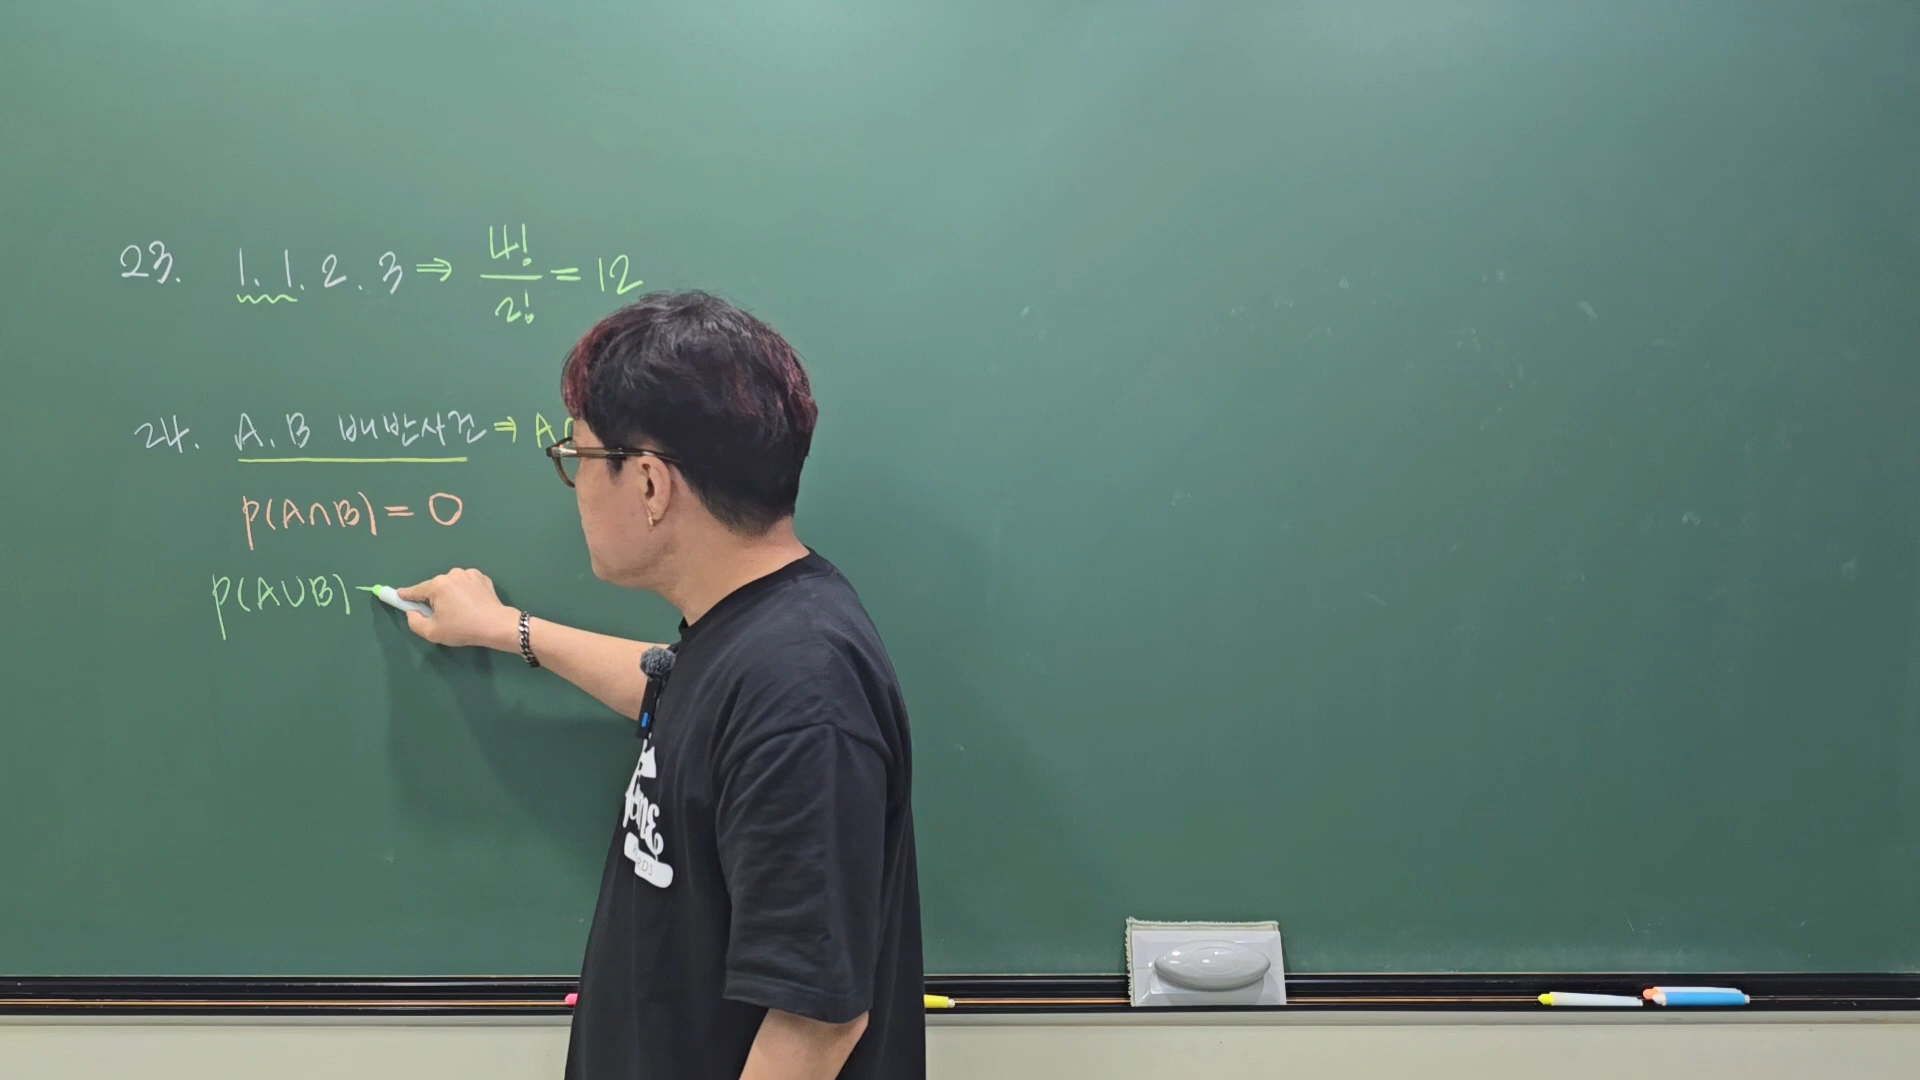 23. 1. 1. 2. 3 ⇒ 4!/2! = 12
24. A. B 배반사건 ⇒ A∩
p(A∩B) = 0
p(A∪B)